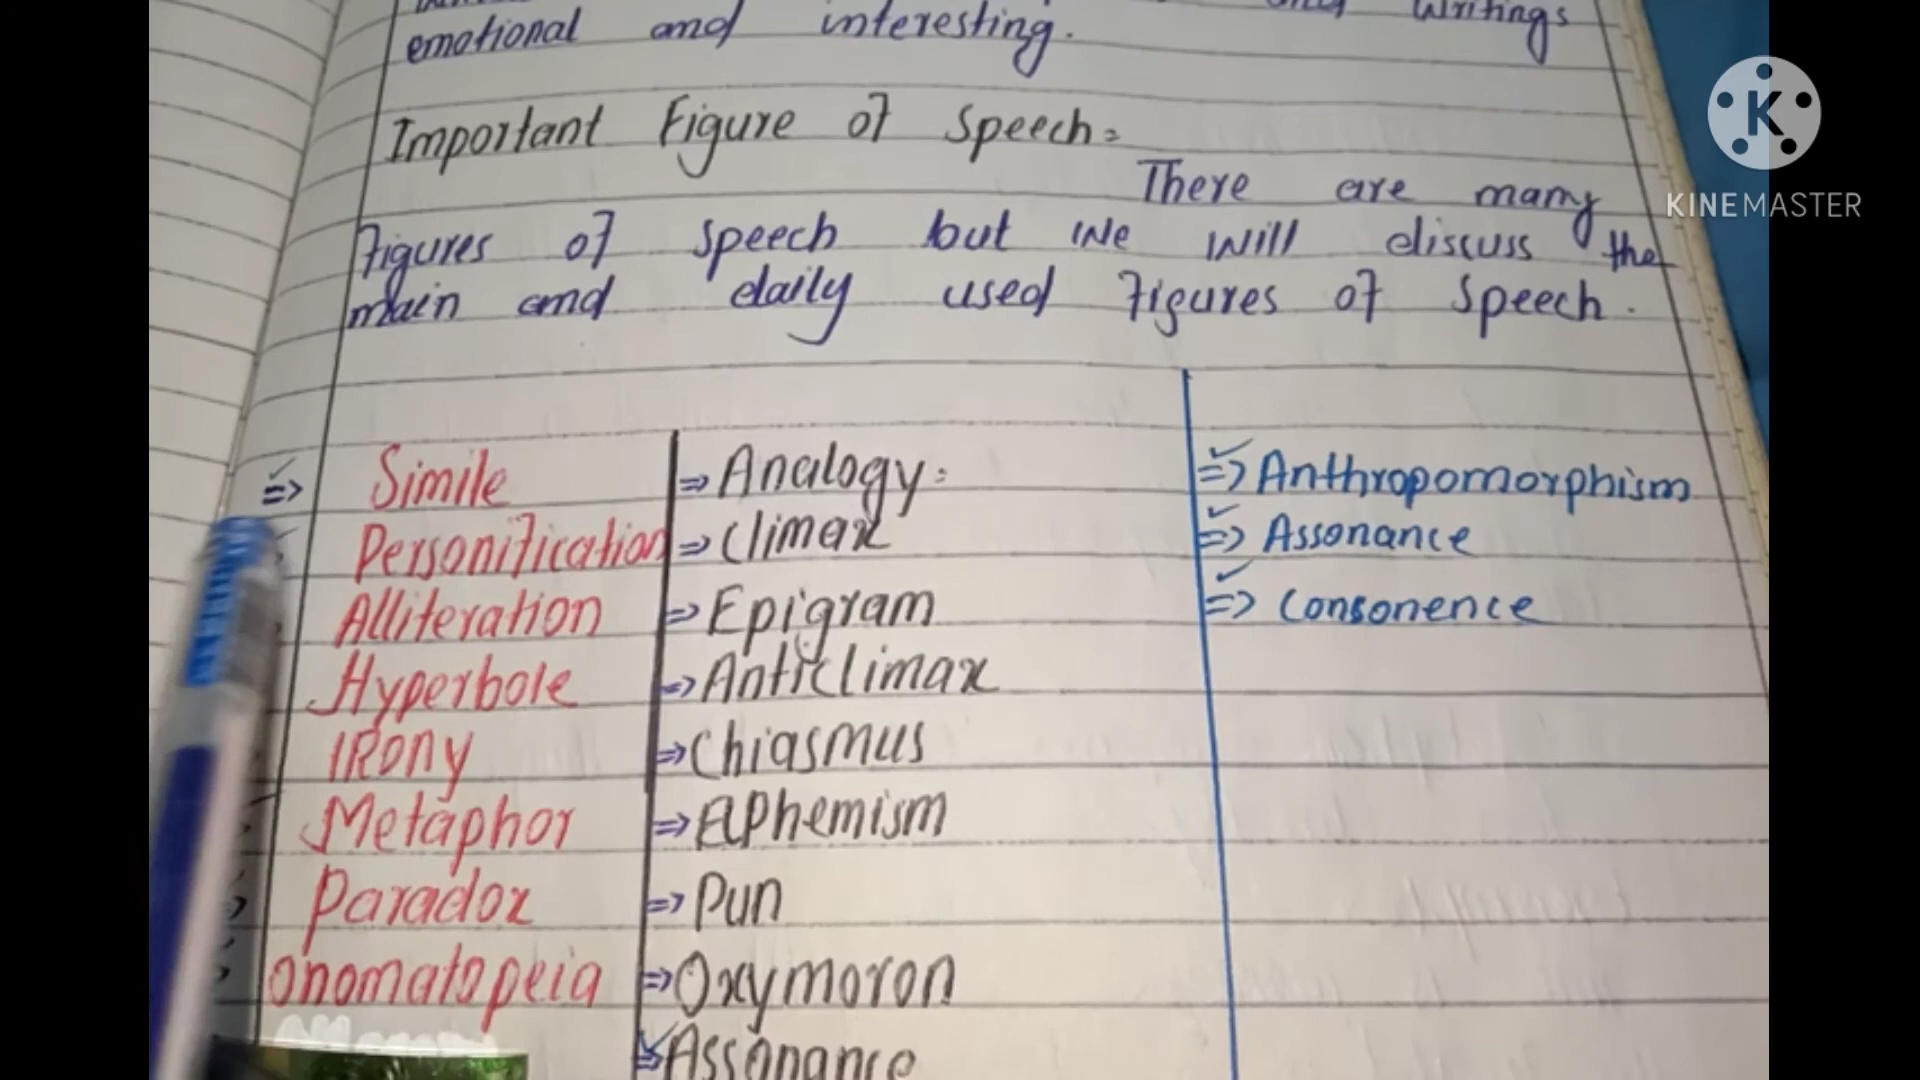 writings
emotional and interesting.
Important Figure of Speech=
There are many
figures of speech but We Will discuss the
main and daily used figures of speech.
Simile
Personification
Alliteration
Hyperbole
IRony
Metaphor
Paradox
onomatopeia
Analogy:
Climax
Epigram
Anticlimax
Chiasmus
EUPhemism
Pun
Oxymoron
Assonance
Anthropomorphism
Assonance
Consonence
K
KINEMASTER